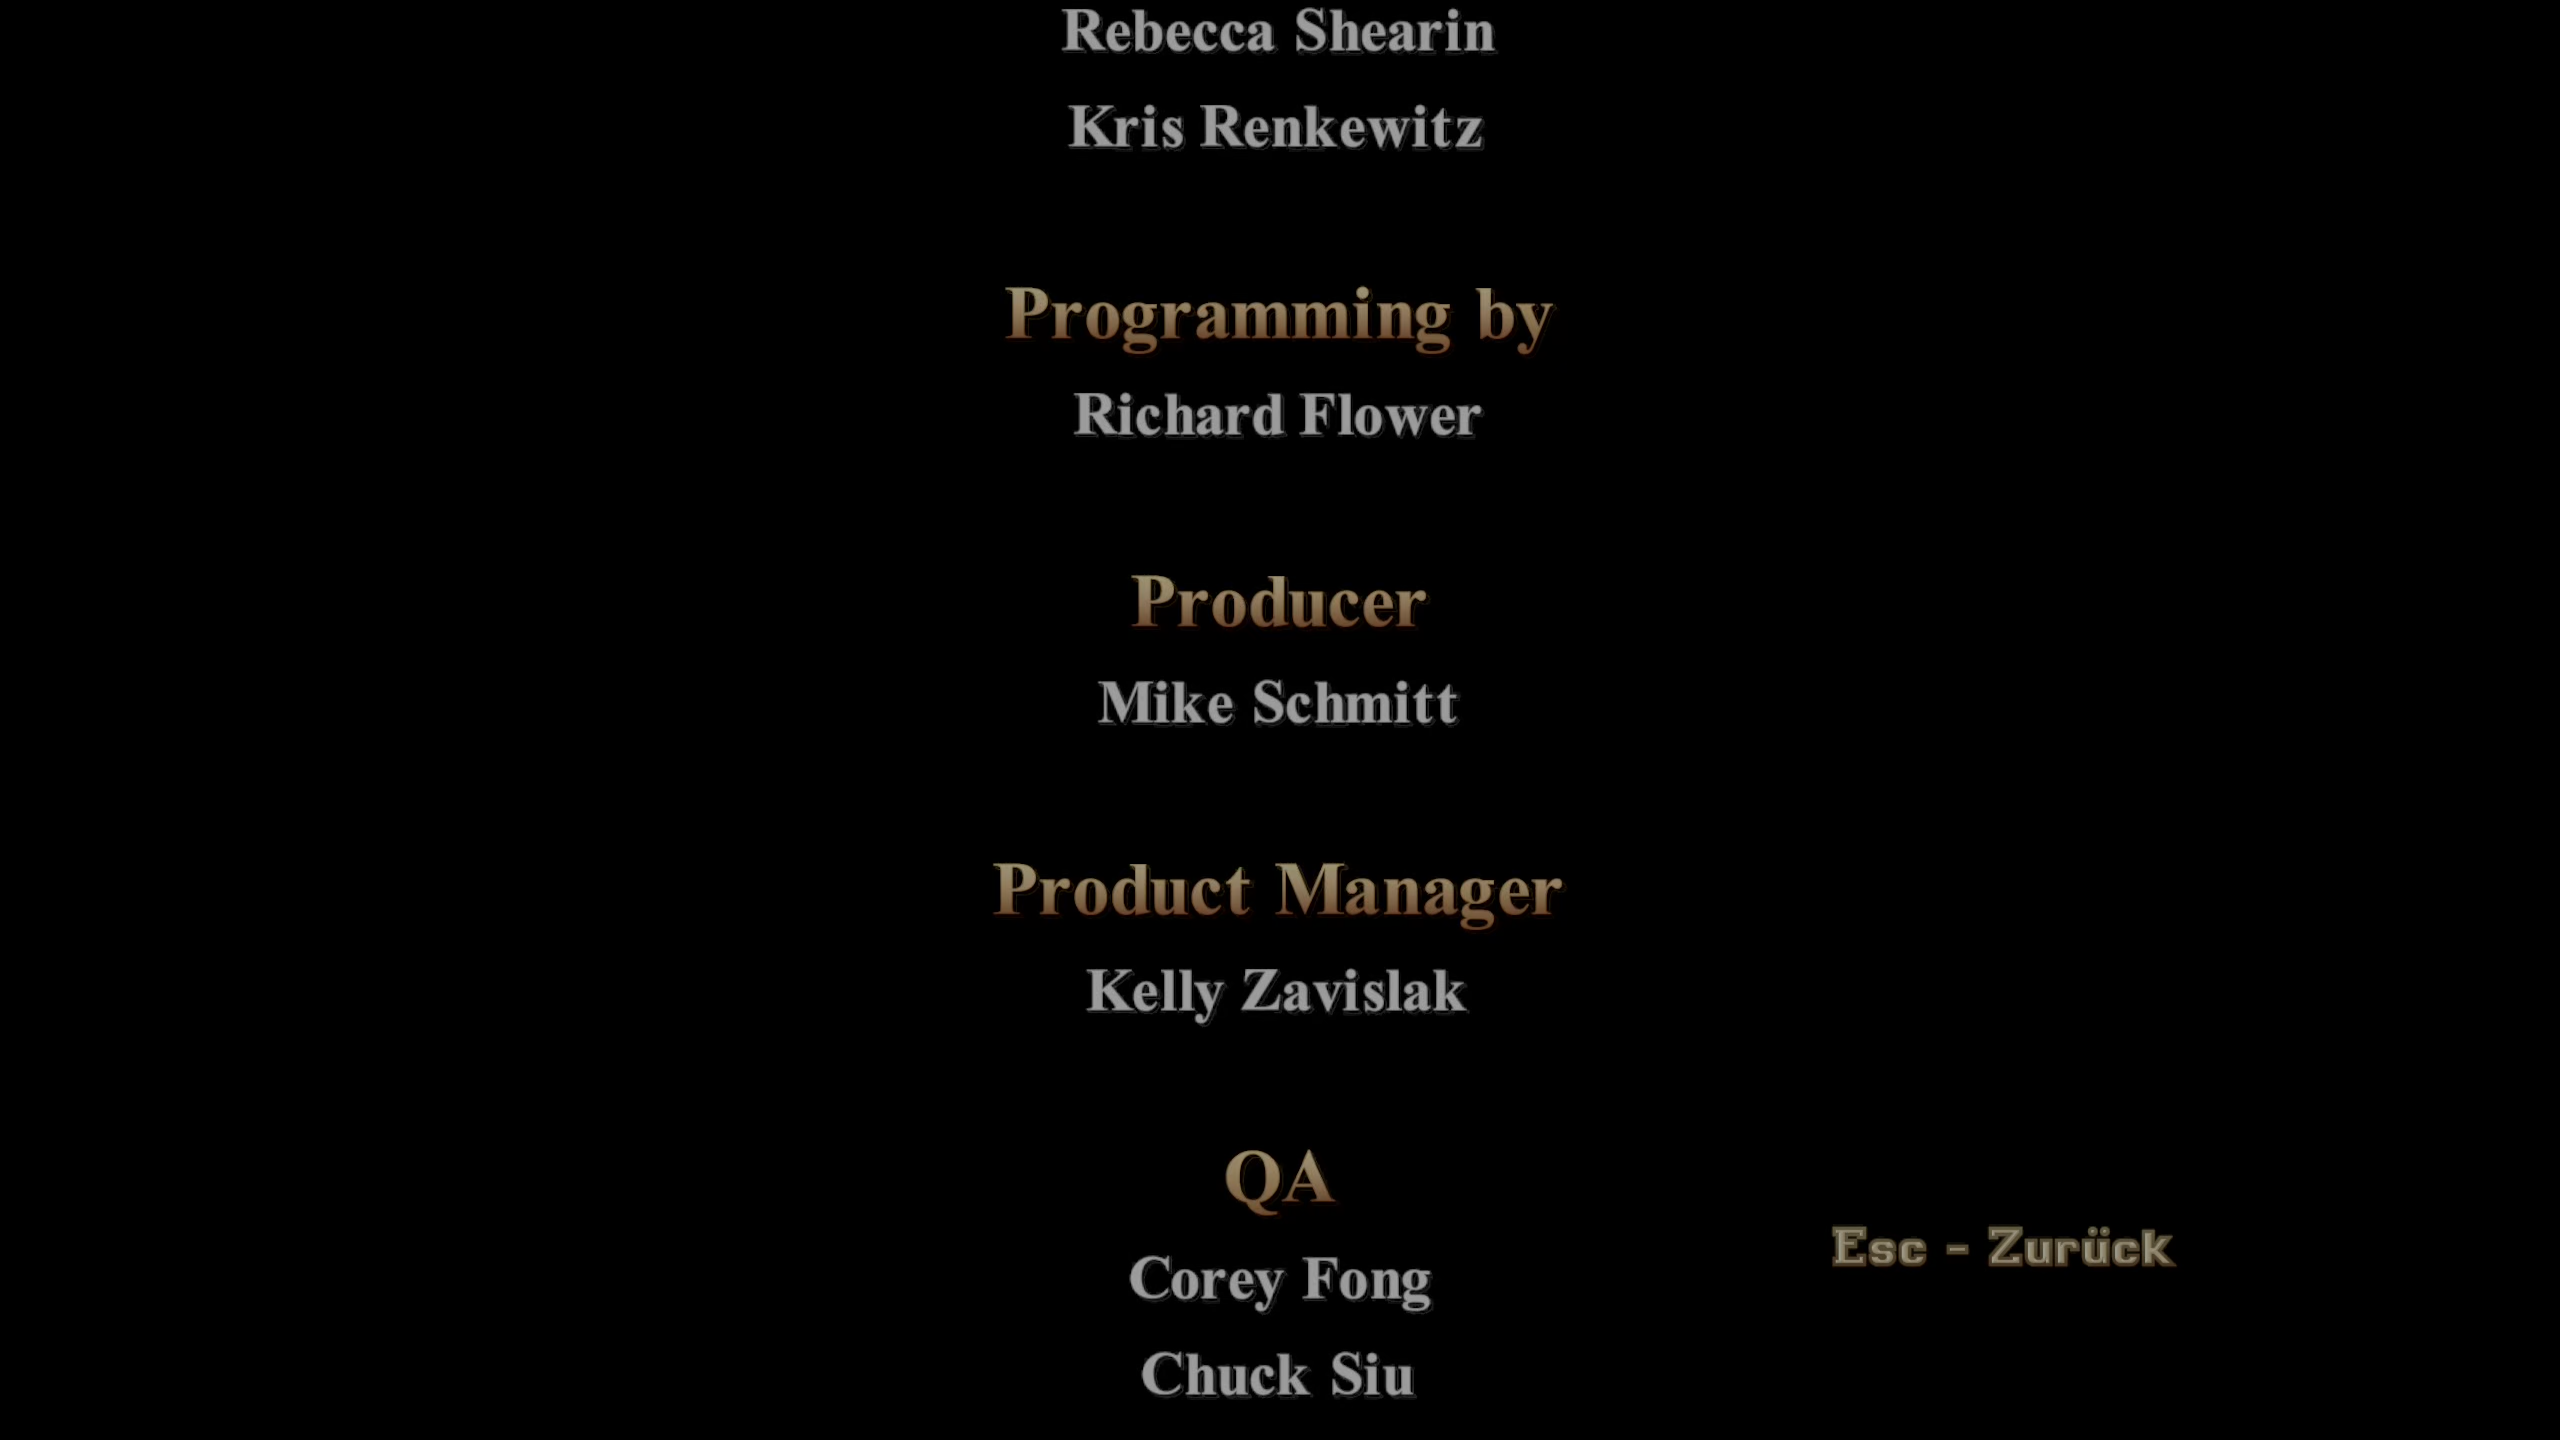 Rebecca Shearin
Kris Renkewitz
Programming by
Richard Flower
Producer
Mike Schmitt
Product Manager
Kelly Zavislak
QA
Esc - Zurück
Corey Fong
Chuck Siu